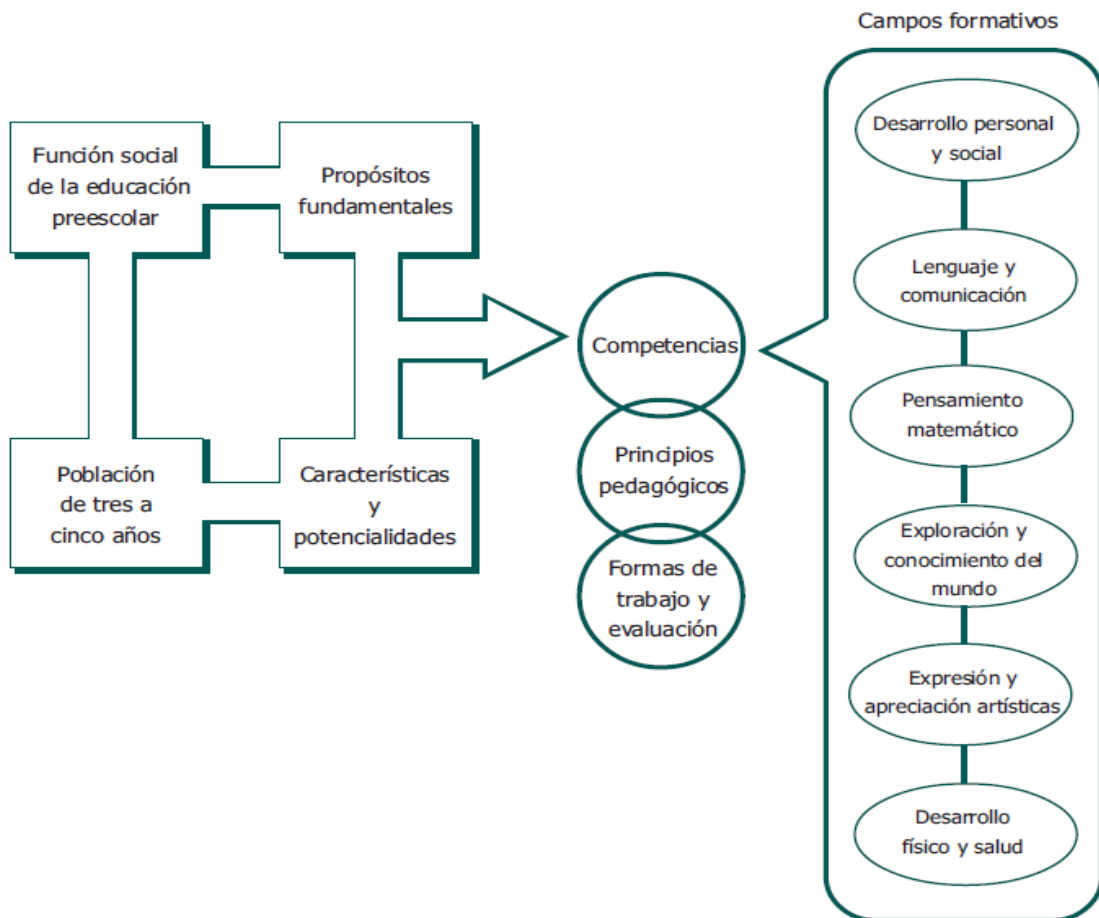 Campos formativos
Función social
de la educación
preescolar
Propósitos
fundamentales
Población
de tres a
cinco años
Características
y
potencialidades
Competencias
Principios
pedagógicos
Formas de
trabajo y
evaluación
Desarrollo personal
y social
Lenguaje y
comunicación
Pensamiento
matemático
Exploración y
conocimiento del
mundo
Expresión y
apreciación artísticas
Desarrollo
físico y salud